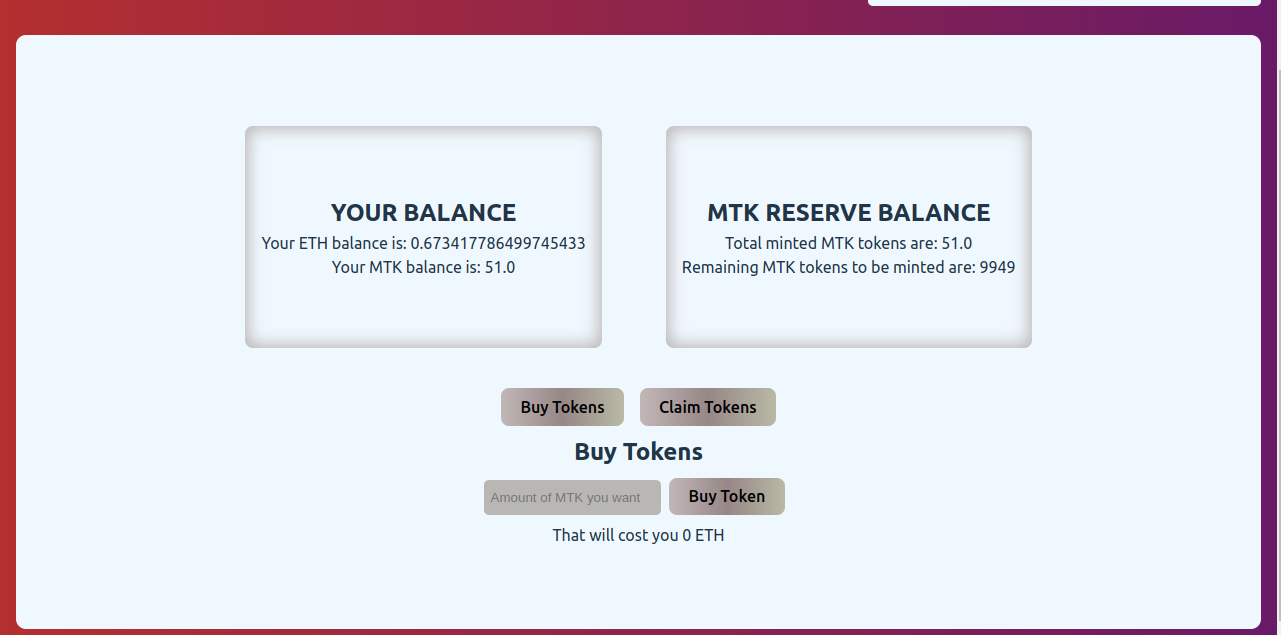 YOUR BALANCE
Your ETH balance is: 0.673417786499745433
Your MTK balance is: 51.0
MTK RESERVE BALANCE
Total minted MTK tokens are: 51.0
Remaining MTK tokens to be minted are: 9949
Buy Tokens
Claim Tokens
Buy Tokens
Amount of MTK you want
Buy Token
That will cost you 0 ETH